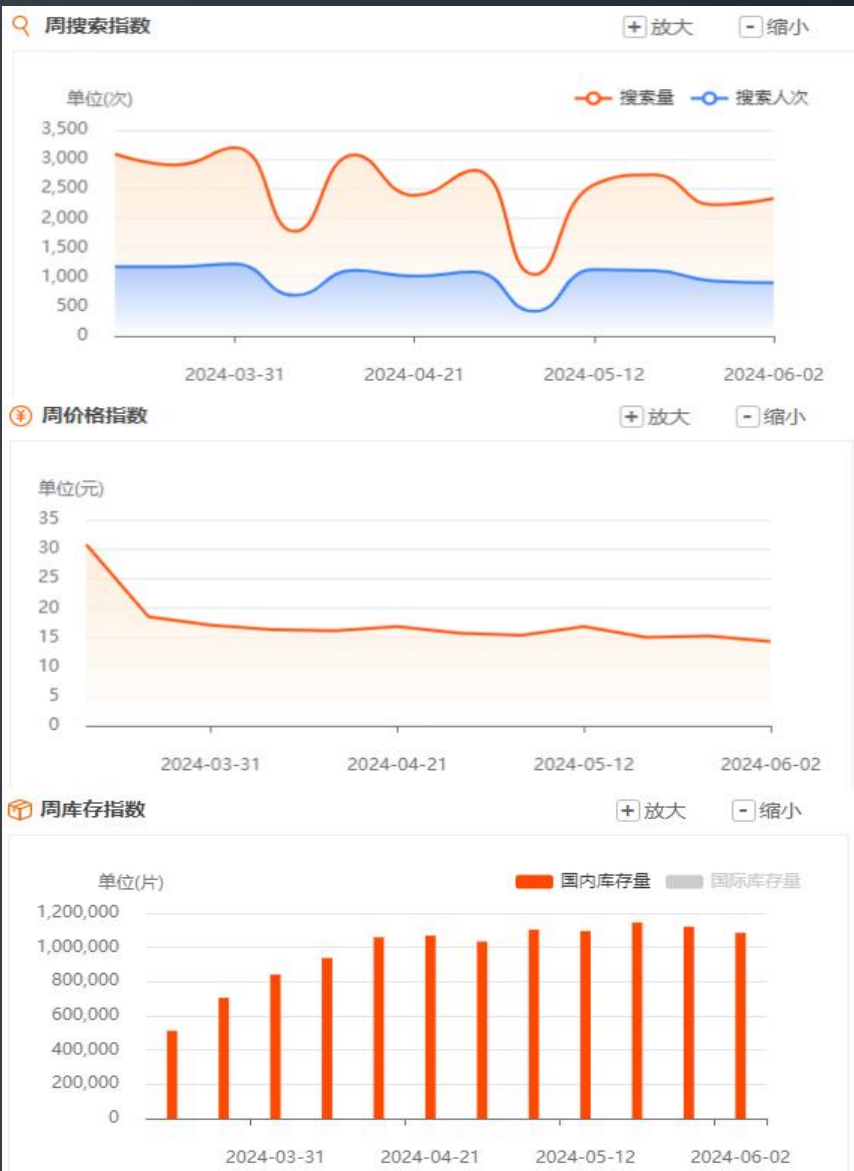 周搜索指数 + 放大 - 缩小
单位(次) 搜索量 搜索人次
3,500
3,000
2,500
2,000
1,500
1,000
500
0
2024-03-31 2024-04-21 2024-05-12 2024-06-02
¥ 周价格指数 + 放大 - 缩小
单位(元)
35
30
25
20
15
10
5
0
2024-03-31 2024-04-21 2024-05-12 2024-06-02
周库存指数 + 放大 - 缩小
单位(片) 国内库存量 国际库存量
1,200,000
1,000,000
800,000
600,000
400,000
200,000
0
2024-03-31 2024-04-21 2024-05-12 2024-06-02